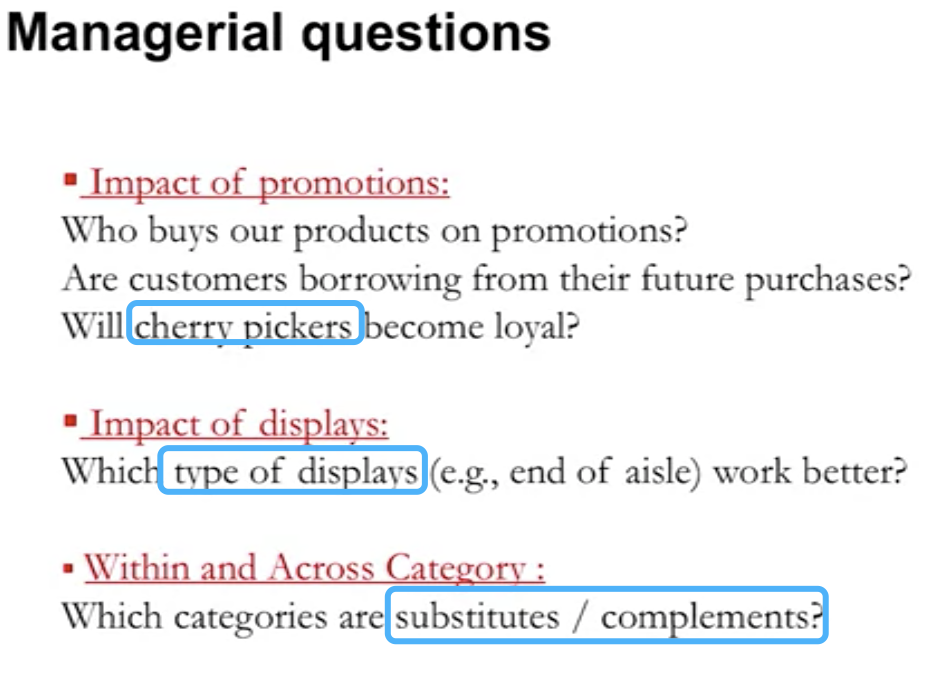 Managerial questions
▪ Impact of promotions:
Who buys our products on promotions?
Are customers borrowing from their future purchases?
Will cherry pickers become loyal?
▪ Impact of displays:
Which type of displays (e.g., end of aisle) work better?
▪ Within and Across Category :
Which categories are substitutes / complements?